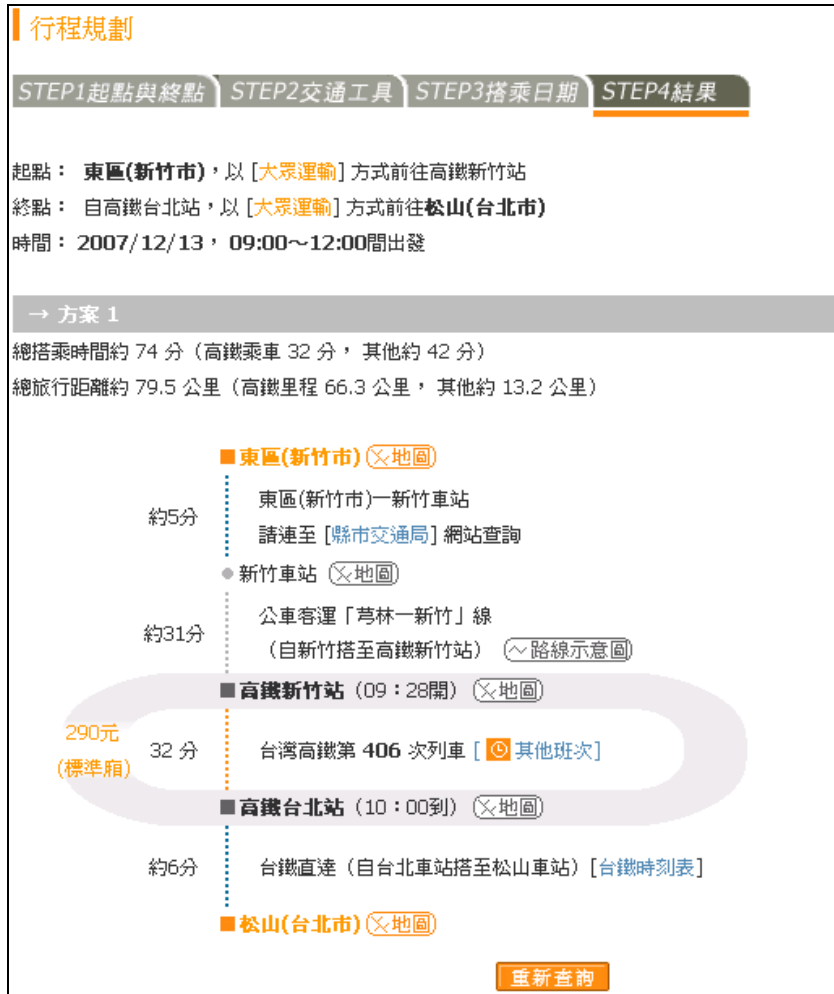 行程規劃
STEP1起點與終點 STEP2交通工具 STEP3搭乘日期 STEP4結果
起點： 東區(新竹市)，以 [大眾運輸] 方式前往高鐵新竹站
終點： 自高鐵台北站，以 [大眾運輸] 方式前往松山(台北市)
時間：2007/12/13， 09:00～12:00間出發
→ 方案 1
總搭乘時間約 74 分（高鐵乘車 32 分， 其他約 42 分）
總旅行距離約 79.5 公里（高鐵里程 66.3 公里， 其他約 13.2 公里）
東區(新竹市) 地圖
約5分
東區(新竹市)—新竹車站
請連至 [縣市交通局] 網站查詢
新竹車站 地圖
約31分
公車客運「芎林一新竹」線
（自新竹搭至高鐵新竹站） 路線示意圖
高鐵新竹站（09：28開） 地圖
290元
(標準廂)
32 分
台灣高鐵第 406 次列車 [ 其他班次]
高鐵台北站（10：00到） 地圖
約6分
台鐵直達（自台北車站搭至松山車站）[台鐵時刻表]
松山(台北市) 地圖
重新查詢